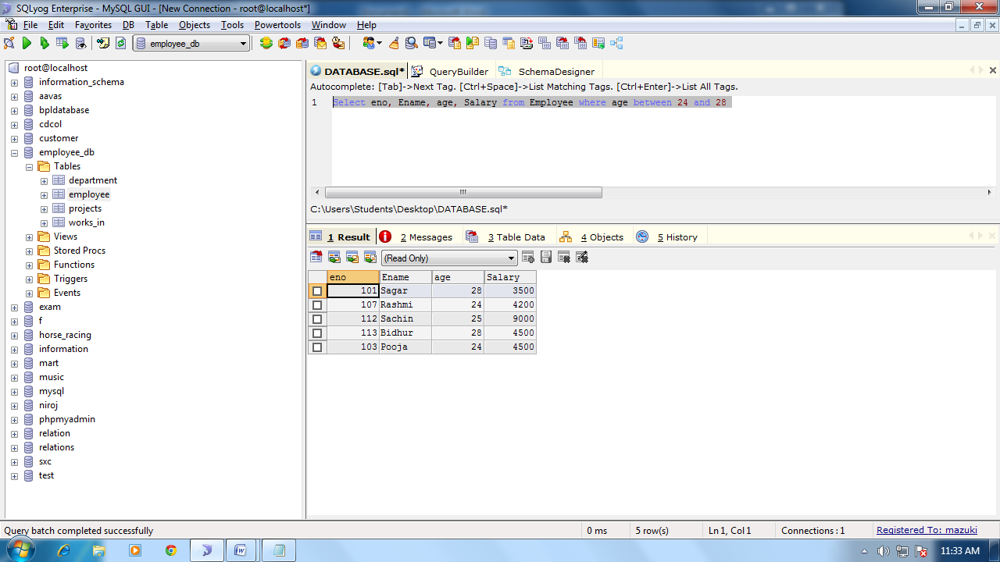 SQLyog Enterprise - MySQL GUI - [New Connection - root@localhost*]
File Edit Favorites DB Table Objects Tools Powertools Window Help
employee_db
root@localhost
information_schema
aavas
bpldatabase
cdcol
customer
employee_db
Tables
department
employee
projects
works_in
Views
Stored Procs
Functions
Triggers
Events
exam
f
horse_racing
information
mart
music
mysql
niroj
phpmyadmin
relation
relations
sxc
test
DATABASE.sql* QueryBuilder SchemaDesigner
Autocomplete: [Tab]->Next Tag. [Ctrl+Space]->List Matching Tags. [Ctrl+Enter]->List All Tags.
1 Select eno, Ename, age, Salary from Employee where age between 24 and 28
C:\Users\Students\Desktop\DATABASE.sql*
1 Result 2 Messages 3 Table Data 4 Objects 5 History
(Read Only)
eno Ename age Salary
101 Sagar 28 3500
107 Rashmi 24 4200
112 Sachin 25 9000
113 Bidhur 28 4500
103 Pooja 24 4500
Query batch completed successfully 0 ms 5 row(s) Ln 1, Col 1 Connections : 1 Registered To: mazuki
11:33 AM